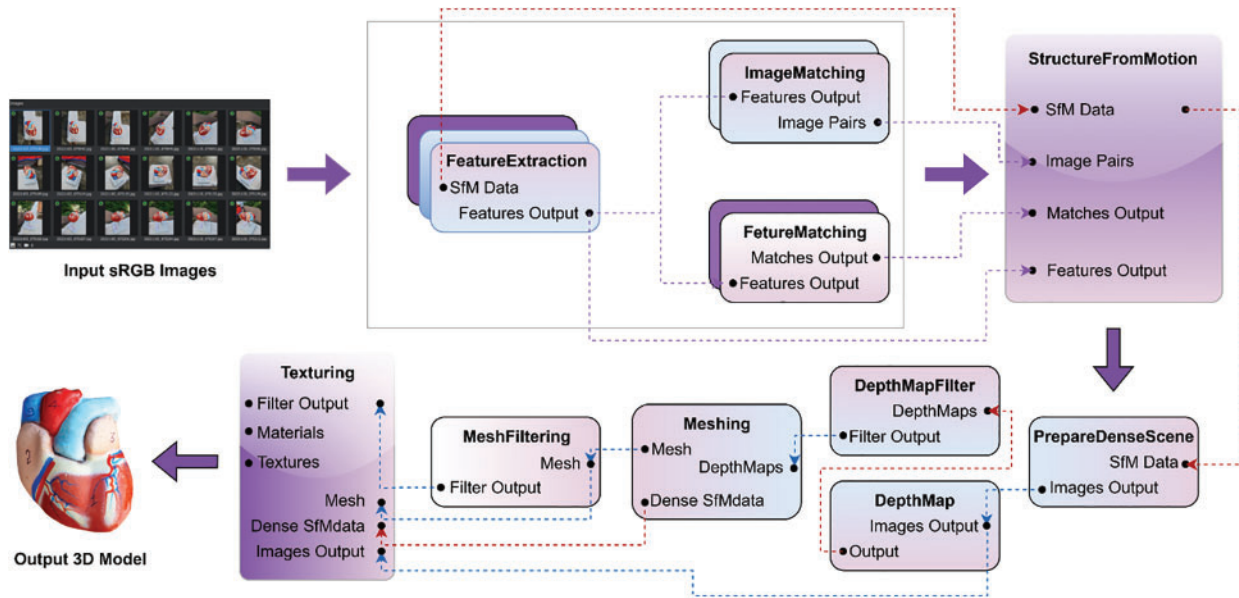 Images
Input sRGB Images
FeatureExtraction
SfM Data
Features Output
ImageMatching
Features Output
Image Pairs
FetureMatching
Matches Output
Features Output
StructureFromMotion
SfM Data
Image Pairs
Matches Output
Features Output
Texturing
Filter Output
Materials
Textures
Mesh
Dense SfMdata
Images Output
MeshFiltering
Mesh
Filter Output
Meshing
Mesh
DepthMaps
Dense SfMdata
DepthMapFilter
DepthMaps
Filter Output
DepthMap
Images Output
Output
PrepareDenseScene
SfM Data
Images Output
Output 3D Model